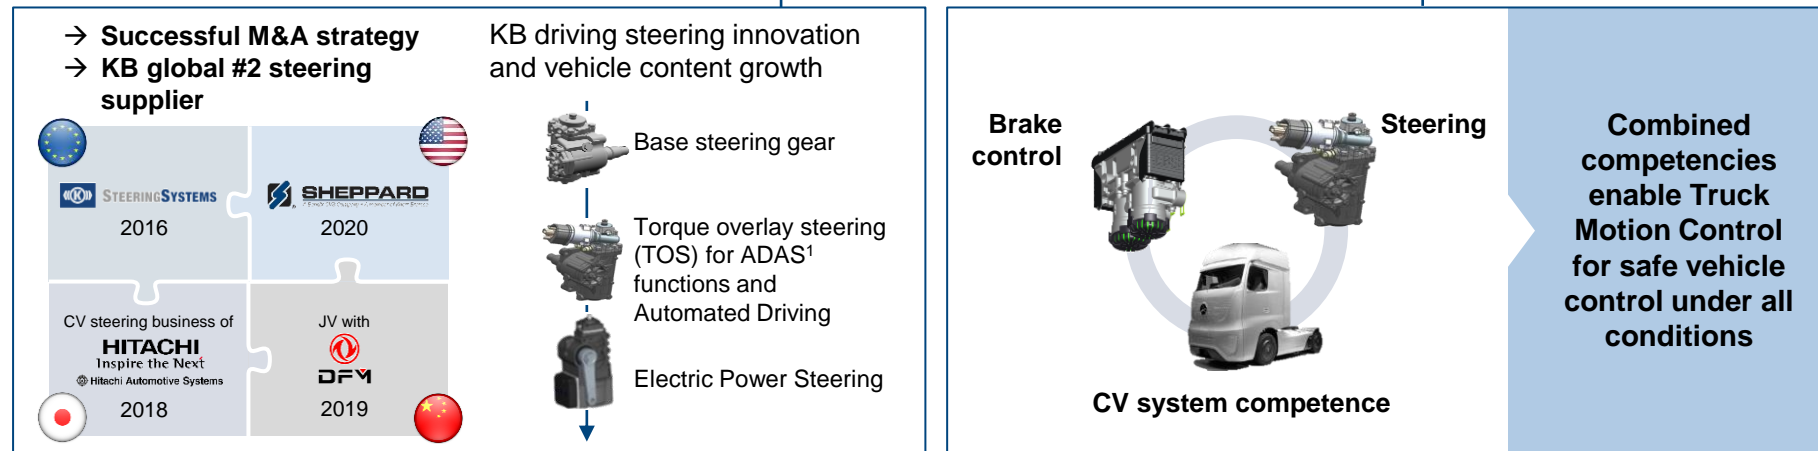 → Successful M&A strategy
→ KB global #2 steering
supplier
STEERINGSYSTEMS
2016
SHEPPARD
2020
CV steering business of
HITACHI
Inspire the Next
Hitachi Automotive Systems
2018
JV with
DFM
2019
KB driving steering innovation
and vehicle content growth
Base steering gear
Torque overlay steering
(TOS) for ADAS¹
functions and
Automated Driving
Electric Power Steering
Brake
control
Steering
CV system competence
Combined
competencies
enable Truck
Motion Control
for safe vehicle
control under all
conditions